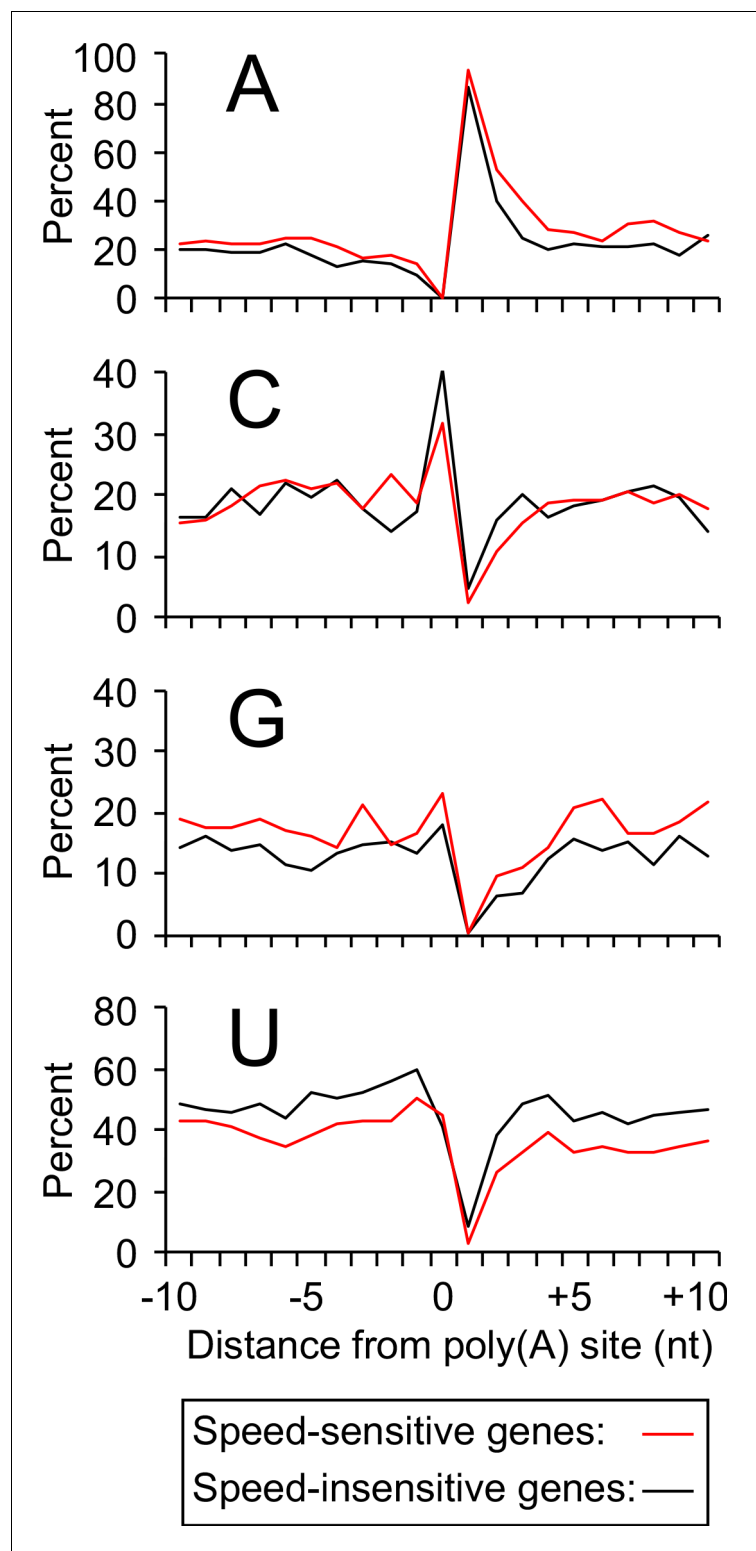 A
Percent
100
80
60
40
20
0
C
Percent
40
30
20
10
0
G
Percent
40
30
20
10
0
U
Percent
80
60
40
20
0
-10 -5 0 +5 +10
Distance from poly(A) site (nt)
Speed-sensitive genes:
Speed-insensitive genes: